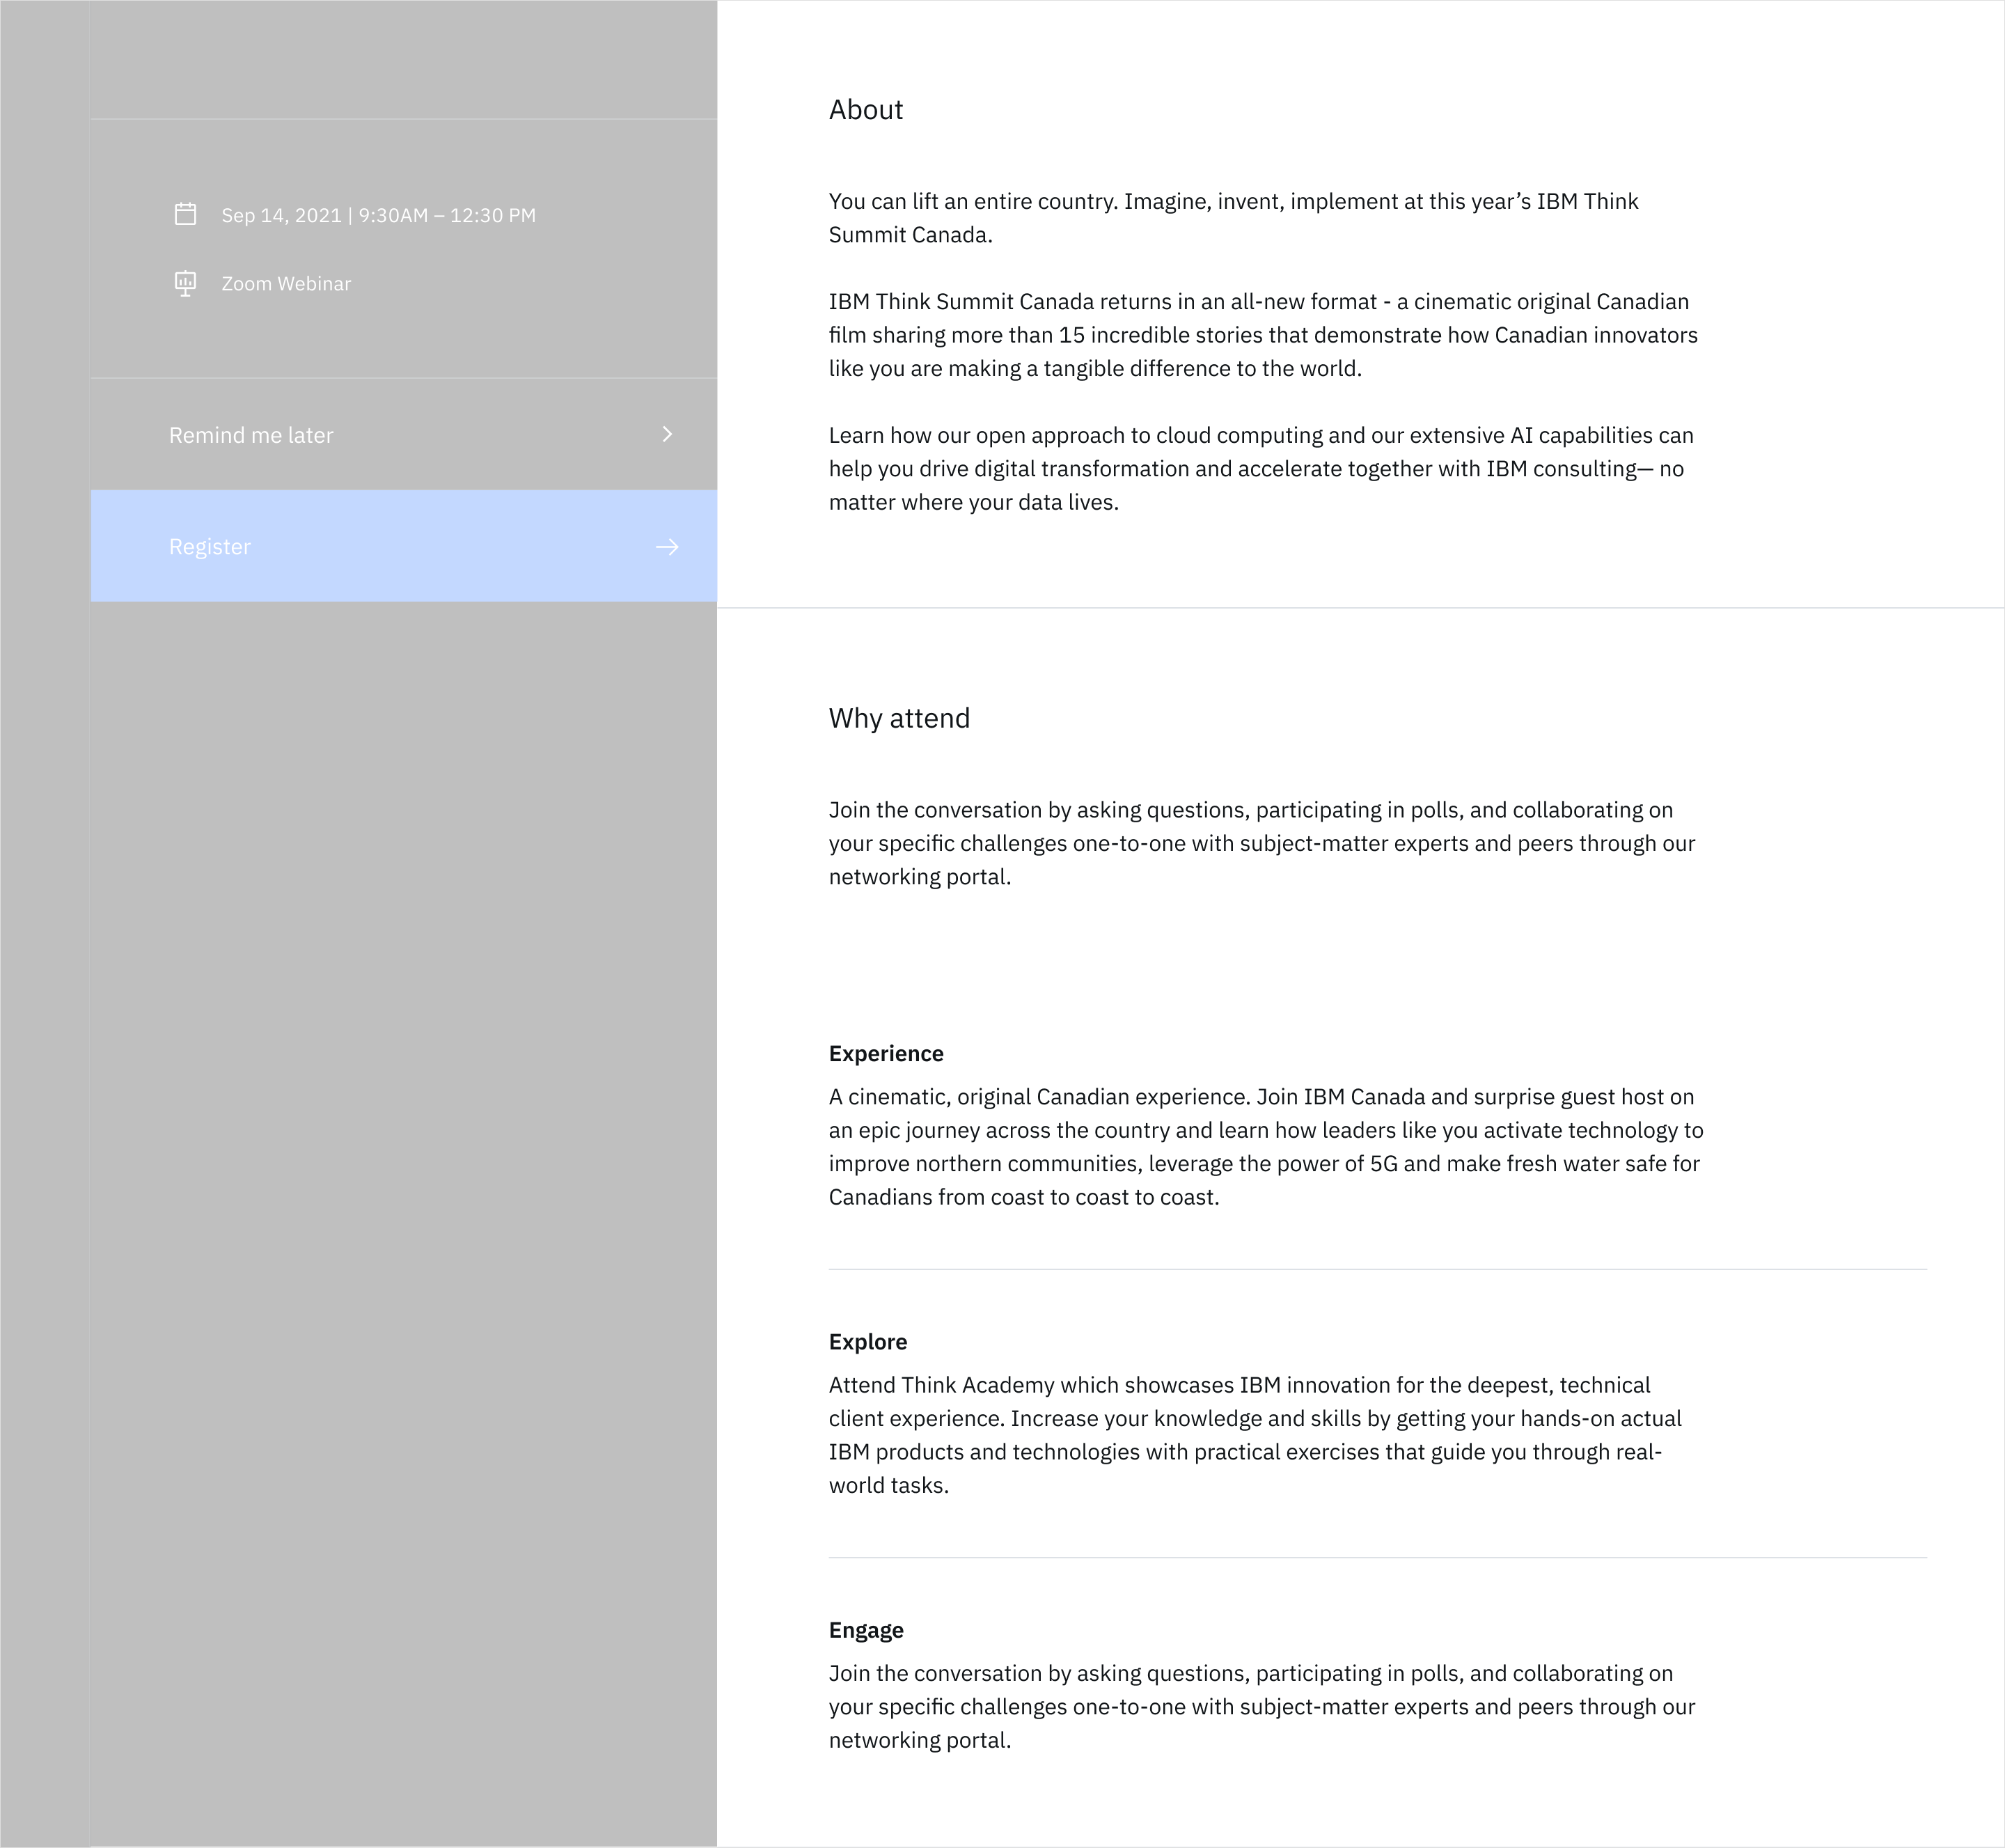 Sep 14, 2021 | 9:30AM – 12:30 PM
Zoom Webinar
Remind me later
Register
About
You can lift an entire country. Imagine, invent, implement at this year’s IBM Think
Summit Canada.
IBM Think Summit Canada returns in an all-new format - a cinematic original Canadian
film sharing more than 15 incredible stories that demonstrate how Canadian innovators
like you are making a tangible difference to the world.
Learn how our open approach to cloud computing and our extensive AI capabilities can
help you drive digital transformation and accelerate together with IBM consulting— no
matter where your data lives.
Why attend
Join the conversation by asking questions, participating in polls, and collaborating on
your specific challenges one-to-one with subject-matter experts and peers through our
networking portal.
Experience
A cinematic, original Canadian experience. Join IBM Canada and surprise guest host on
an epic journey across the country and learn how leaders like you activate technology to
improve northern communities, leverage the power of 5G and make fresh water safe for
Canadians from coast to coast to coast.
Explore
Attend Think Academy which showcases IBM innovation for the deepest, technical
client experience. Increase your knowledge and skills by getting your hands-on actual
IBM products and technologies with practical exercises that guide you through real-
world tasks.
Engage
Join the conversation by asking questions, participating in polls, and collaborating on
your specific challenges one-to-one with subject-matter experts and peers through our
networking portal.